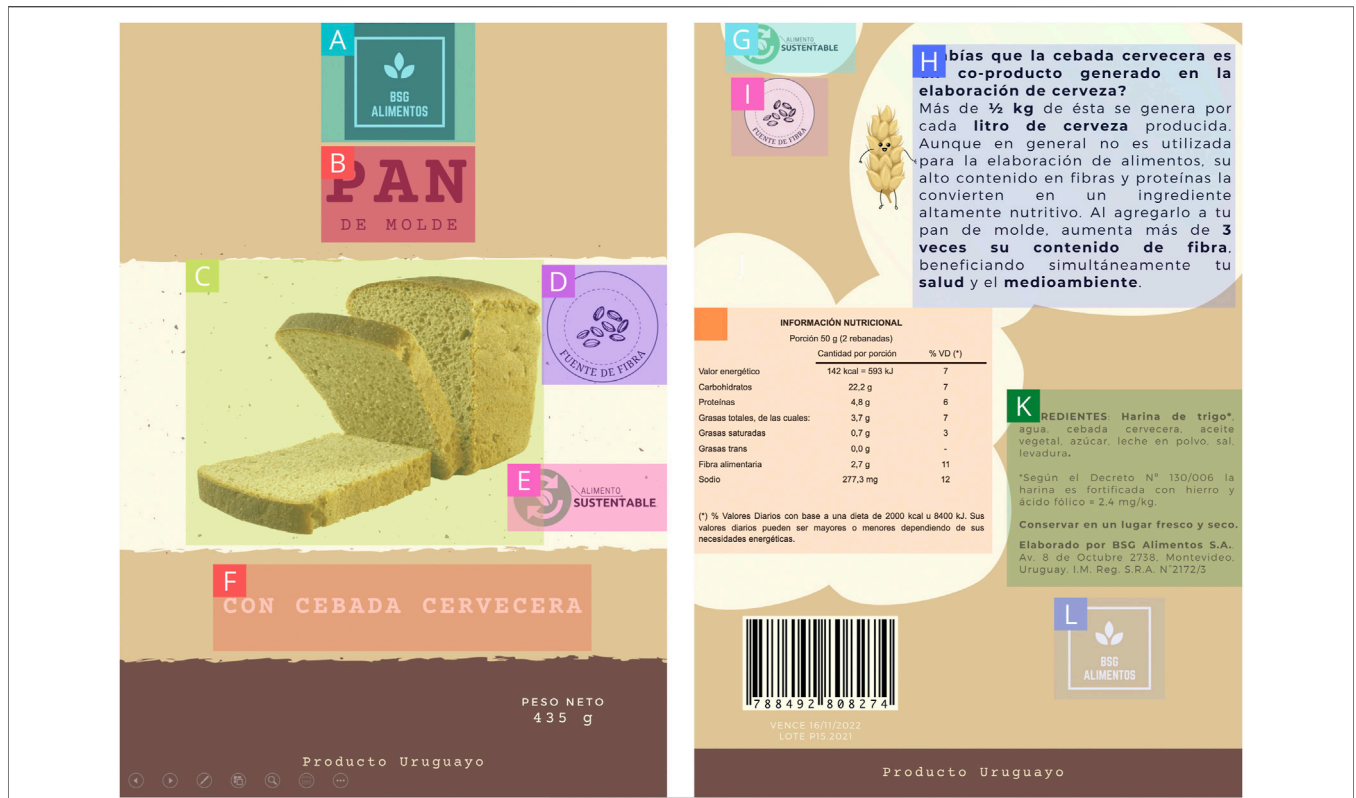 A
BSG
ALIMENTOS
B
PAN
DE MOLDE
C
D
FUENTE DE FIBRA
E
ALIMENTO
SUSTENTABLE
F
CON CEBADA CERVECERA
PESO NETO
435 g
Producto Uruguayo
G
ALIMENTO
SUSTENTABLE
I
FUENTE DE FIBRA
H
bías que la cebada cervecera es
co-producto generado en la
elaboración de cerveza?
Más de ½ kg de ésta se genera por
cada litro de cerveza producida.
Aunque en general no es utilizada
para la elaboración de alimentos, su
alto contenido en fibras y proteínas la
convierten en un ingrediente
altamente nutritivo. Al agregarlo a tu
pan de molde, aumenta más de 3
veces su contenido de fibra,
beneficiando simultáneamente tu
salud y el medioambiente.
J
INFORMACIÓN NUTRICIONAL
Porción 50 g (2 rebanadas)
Cantidad por porción % VD (*)
Valor energético 142 kcal = 593 kJ 7
Carbohidratos 22,2 g 7
Proteínas 4,8 g 6
Grasas totales, de las cuales: 3,7 g 7
Grasas saturadas 0,7 g 3
Grasas trans 0,0 g -
Fibra alimentaria 2,7 g 11
Sodio 277,3 mg 12
(*) % Valores Diarios con base a una dieta de 2000 kcal u 8400 kJ. Sus
valores diarios pueden ser mayores o menores dependiendo de sus
necesidades energéticas.
K
REDIENTES: Harina de trigo*,
agua, cebada cervecera, aceite
vegetal, azúcar, leche en polvo, sal,
levadura.
*Según el Decreto N° 130/006 la
harina es fortificada con hierro y
ácido fólico = 2,4 mg/kg.
Conservar en un lugar fresco y seco.
Elaborado por BSG Alimentos S.A.
Av. 8 de Octubre 2738, Montevideo,
Uruguay. I.M. Reg. S.R.A. N°2172/3
L
BSG
ALIMENTOS
788492 808274
VENCE 16/11/2022
LOTE P15.2021
Producto Uruguayo